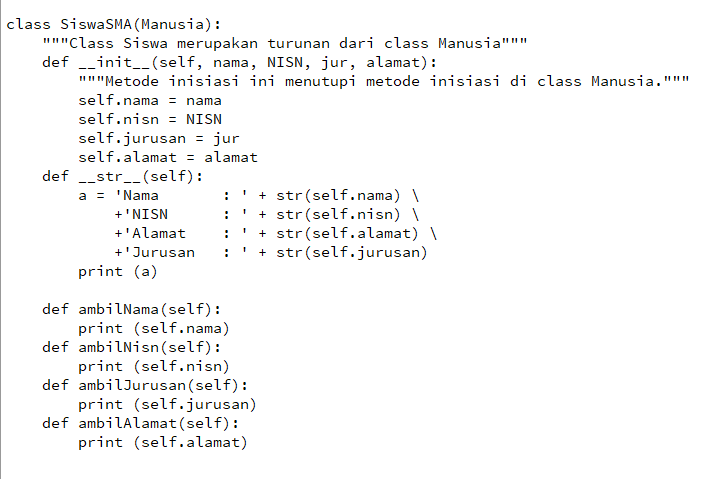 class SiswaSMA(Manusia):
    """Class Siswa merupakan turunan dari class Manusia"""
    def __init__(self, nama, NISN, jur, alamat):
        """Metode inisiasi ini menutupi metode inisiasi di class Manusia."""
        self.nama = nama
        self.nisn = NISN
        self.jurusan = jur
        self.alamat = alamat
    def __str__(self):
        a = 'Nama       : ' + str(self.nama) \
            +'NISN      : ' + str(self.nisn) \
            +'Alamat    : ' + str(self.alamat) \
            +'Jurusan   : ' + str(self.jurusan)
        print (a)

    def ambilNama(self):
        print (self.nama)
    def ambilNisn(self):
        print (self.nisn)
    def ambilJurusan(self):
        print (self.jurusan)
    def ambilAlamat(self):
        print (self.alamat)